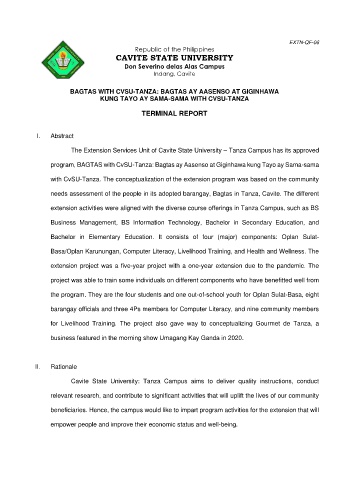 EXTN-QF-06
Republic of the Philippines
CAVITE STATE UNIVERSITY
Don Severino delas Alas Campus
Indang, Cavite
BAGTAS WITH CVSU-TANZA: BAGTAS AY AASENSO AT GIGINHAWA
KUNG TAYO AY SAMA-SAMA WITH CVSU-TANZA
TERMINAL REPORT
I. Abstract
The Extension Services Unit of Cavite State University – Tanza Campus has its approved
program, BAGTAS with CvSU-Tanza: Bagtas ay Aasenso at Giginhawa kung Tayo ay Sama-sama
with CvSU-Tanza. The conceptualization of the extension program was based on the community
needs assessment of the people in its adopted barangay, Bagtas in Tanza, Cavite. The different
extension activities were aligned with the diverse course offerings in Tanza Campus, such as BS
Business Management, BS Information Technology, Bachelor in Secondary Education, and
Bachelor in Elementary Education. It consists of four (major) components: Oplan Sulat-
Basa/Oplan Karunungan, Computer Literacy, Livelihood Training, and Health and Wellness. The
extension project was a five-year project with a one-year extension due to the pandemic. The
project was able to train some individuals on different components who have benefitted well from
the program. They are the four students and one out-of-school youth for Oplan Sulat-Basa, eight
barangay officials and three 4Ps members for Computer Literacy, and nine community members
for Livelihood Training. The project also gave way to conceptualizing Gourmet de Tanza, a
business featured in the morning show Umagang Kay Ganda in 2020.
II. Rationale
Cavite State University: Tanza Campus aims to deliver quality instructions, conduct
relevant research, and contribute to significant activities that will uplift the lives of our community
beneficiaries. Hence, the campus would like to impart program activities for the extension that will
empower people and improve their economic status and well-being.